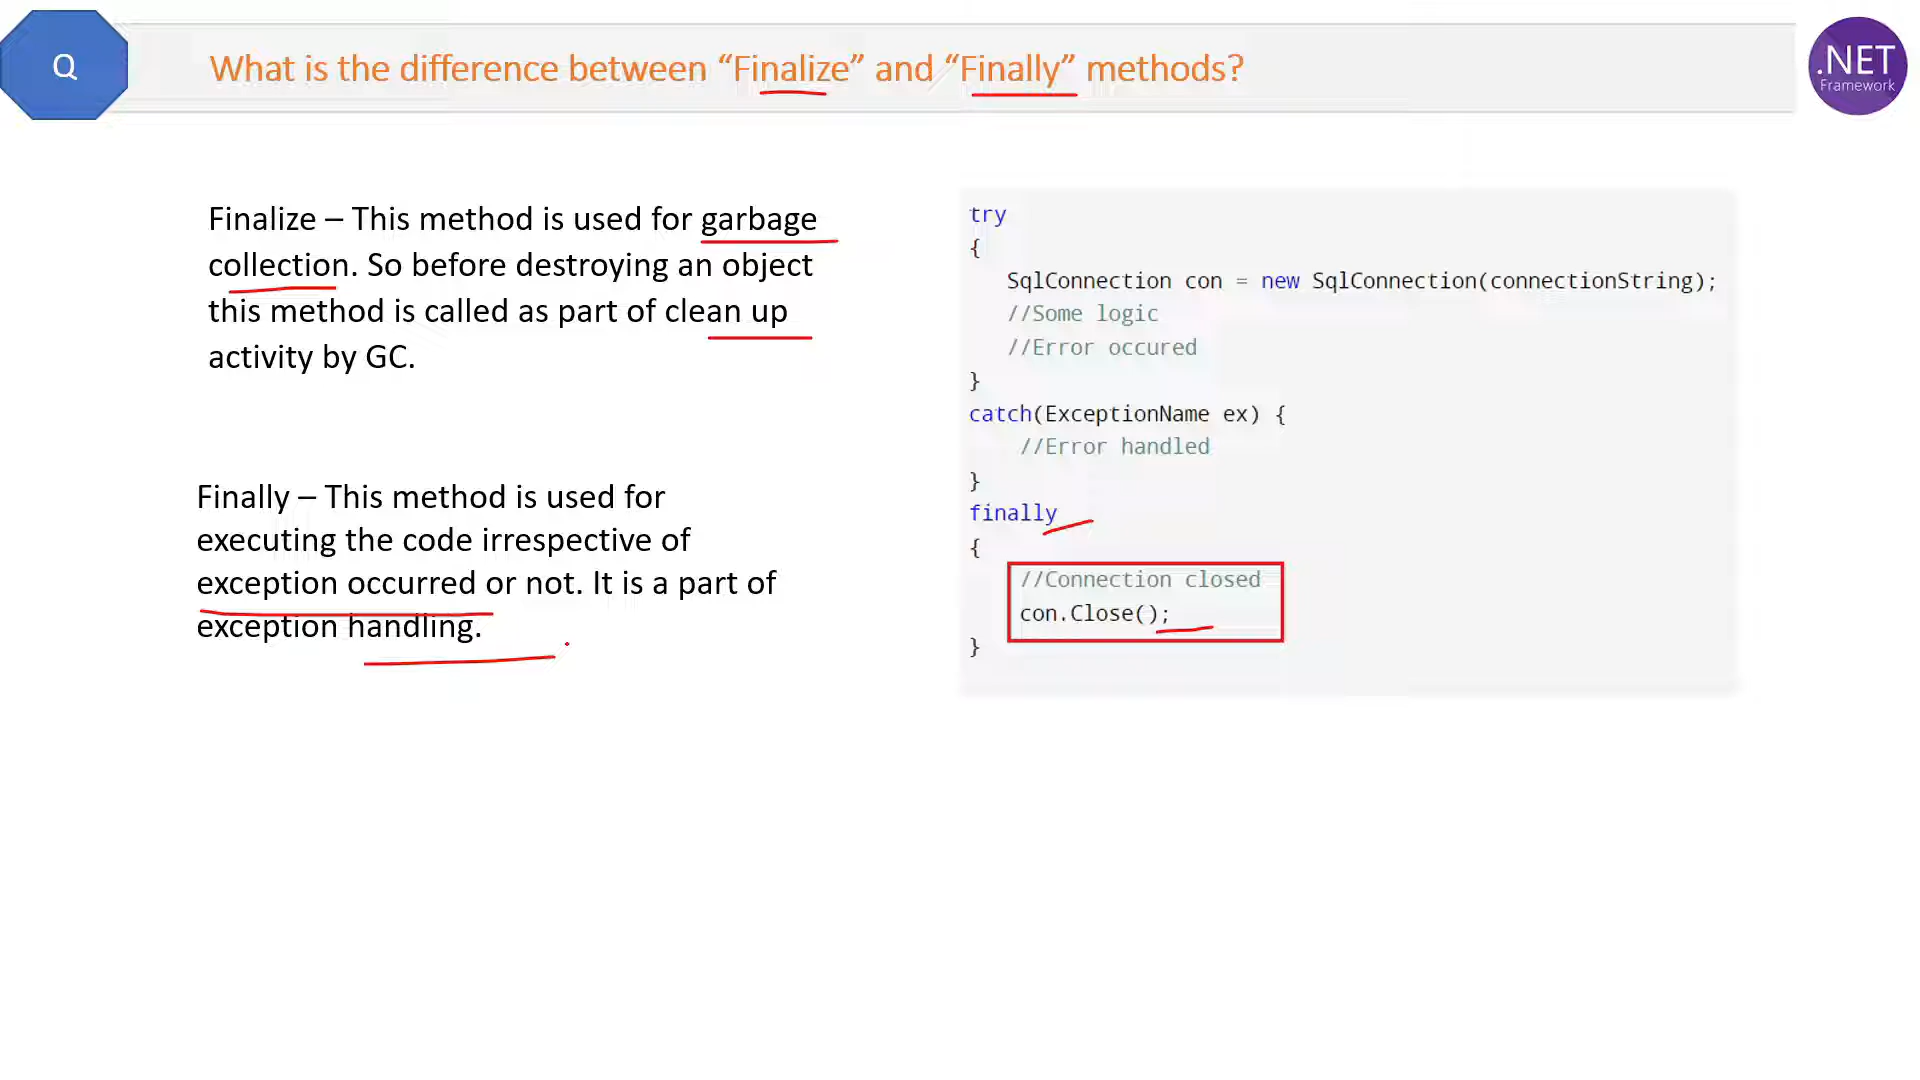 Q
What is the difference between “Finalize” and “Finally” methods?
.NET
Framework
Finalize – This method is used for garbage
collection. So before destroying an object
this method is called as part of clean up
activity by GC.
Finally – This method is used for
executing the code irrespective of
exception occurred or not. It is a part of
exception handling.
try
{
SqlConnection con = new SqlConnection(connectionString);
//Some logic
//Error occured
}
catch(ExceptionName ex) {
//Error handled
}
finally
{
//Connection closed
con.Close();
}